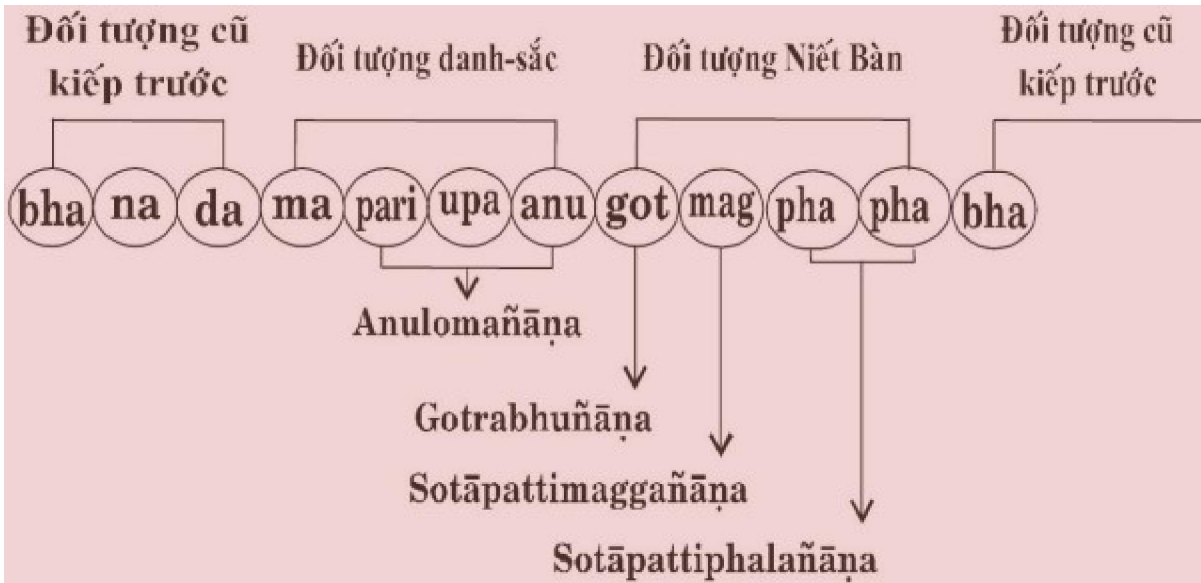 Đối tượng cũ
kiếp trước
Đối tượng danh-sắc
Đối tượng Niết Bàn
Đối tượng cũ
kiếp trước
bha na da ma pari upa anu got mag pha pha bha
Anulomañāṇa
Gotrabhuñāṇa
Sotāpattimaggañāṇa
Sotāpattiphalañāṇa